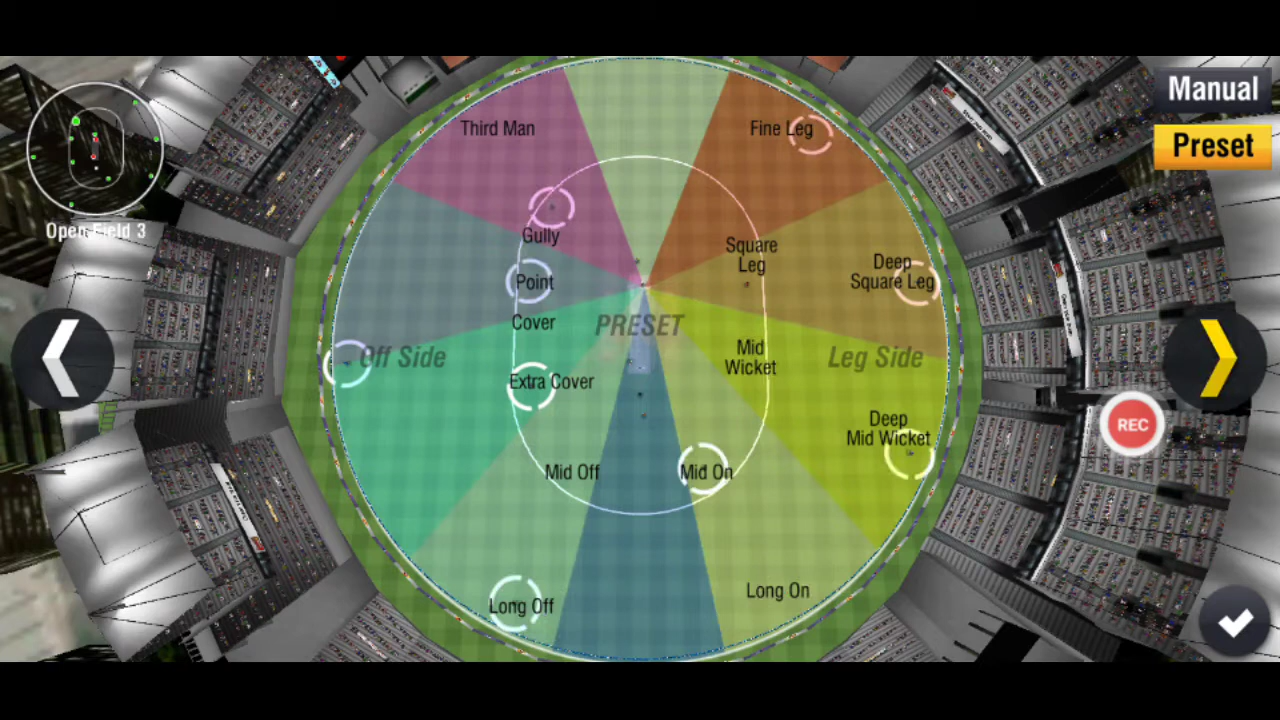 Manual
Preset
Open Field 3
Third Man
Fine Leg
Gully
Square
Leg
Deep
Square Leg
Point
Cover
PRESET
Off Side
Mid
Wicket
Leg Side
Extra Cover
Deep
Mid Wicket
REC
Mid Off
Mid On
Long Off
Long On